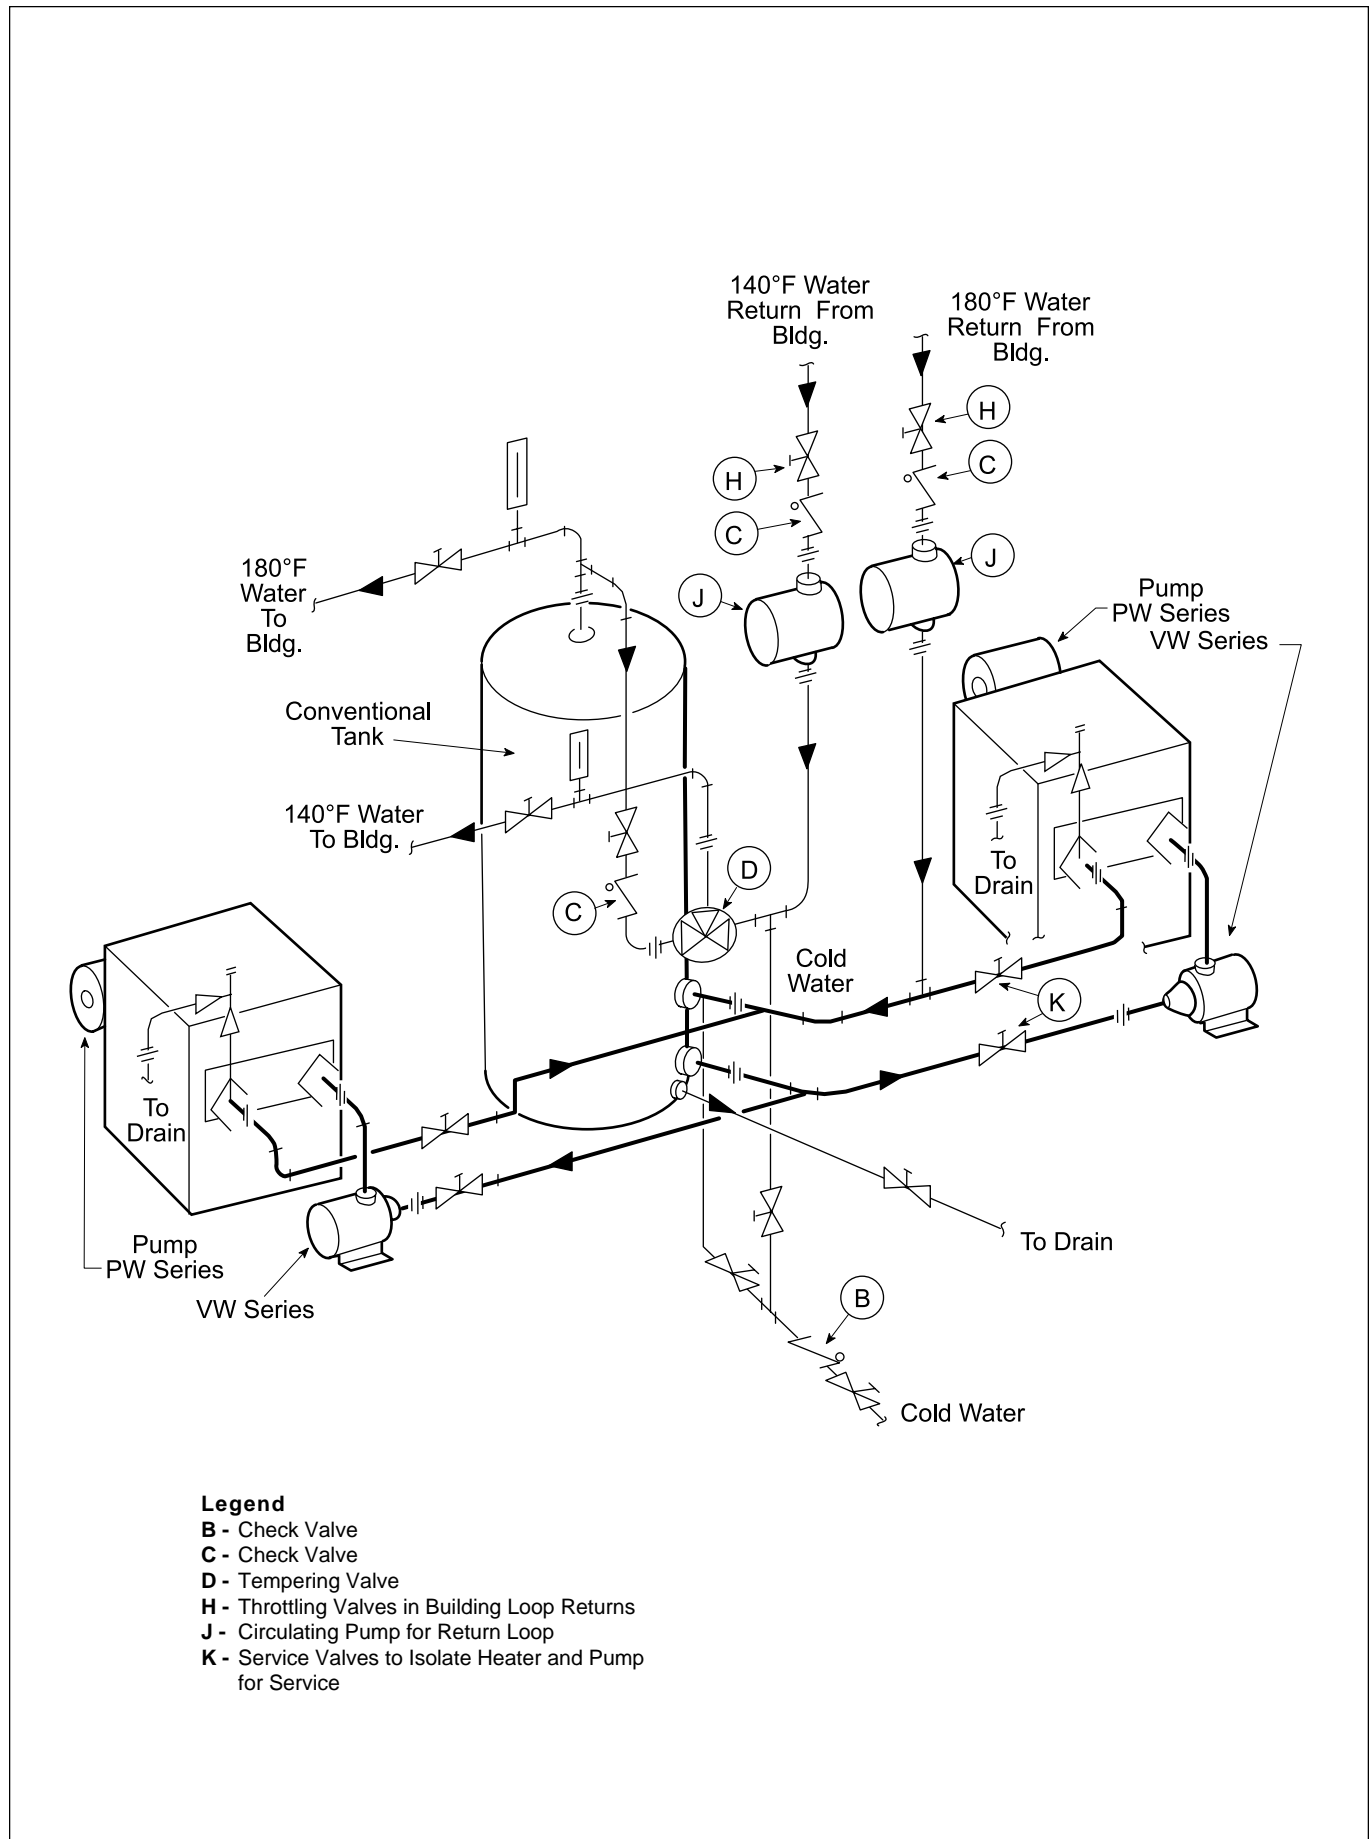 140°F Water
Return From
Bldg.
180°F Water
Return From
Bldg.
H
C
H
C
J
J
180°F
Water
To
Bldg.
Pump
PW Series
VW Series
Conventional
Tank
140°F Water
To Bldg.
To
Drain
D
C
Cold
Water
K
To
Drain
Pump
PW Series
VW Series
To Drain
B
Cold Water
Legend
B - Check Valve
C - Check Valve
D - Tempering Valve
H - Throttling Valves in Building Loop Returns
J - Circulating Pump for Return Loop
K - Service Valves to Isolate Heater and Pump
for Service